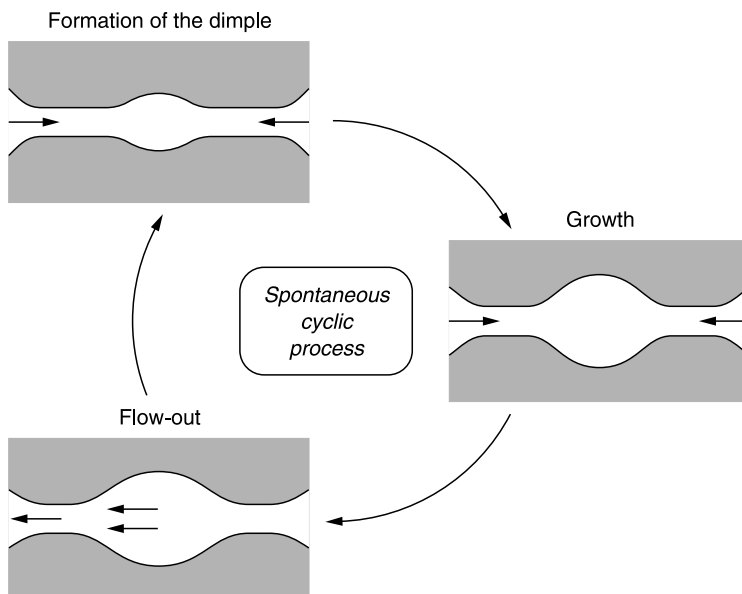 Formation of the dimple
Growth
Spontaneous
cyclic
process
Flow-out